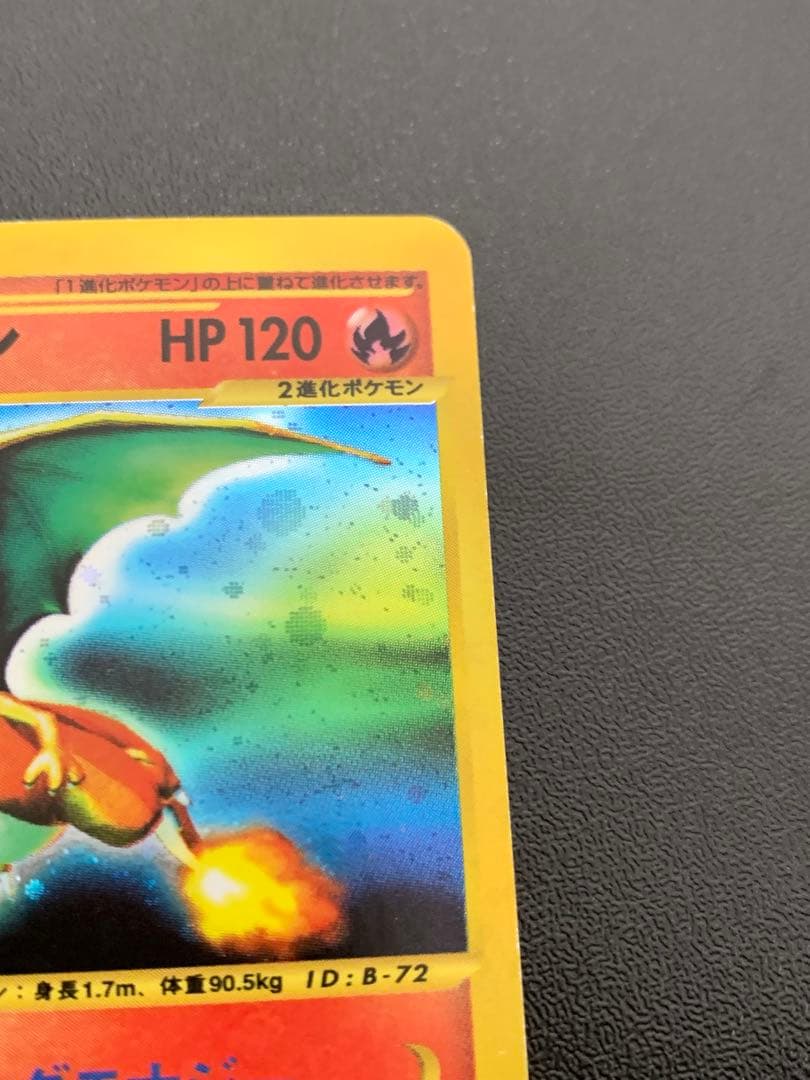 「1進化ポケモン」の上に重ねて進化させます。
ン
HP 120
2進化ポケモン
ン：身長1.7m、体重90.5kg ID:B-72